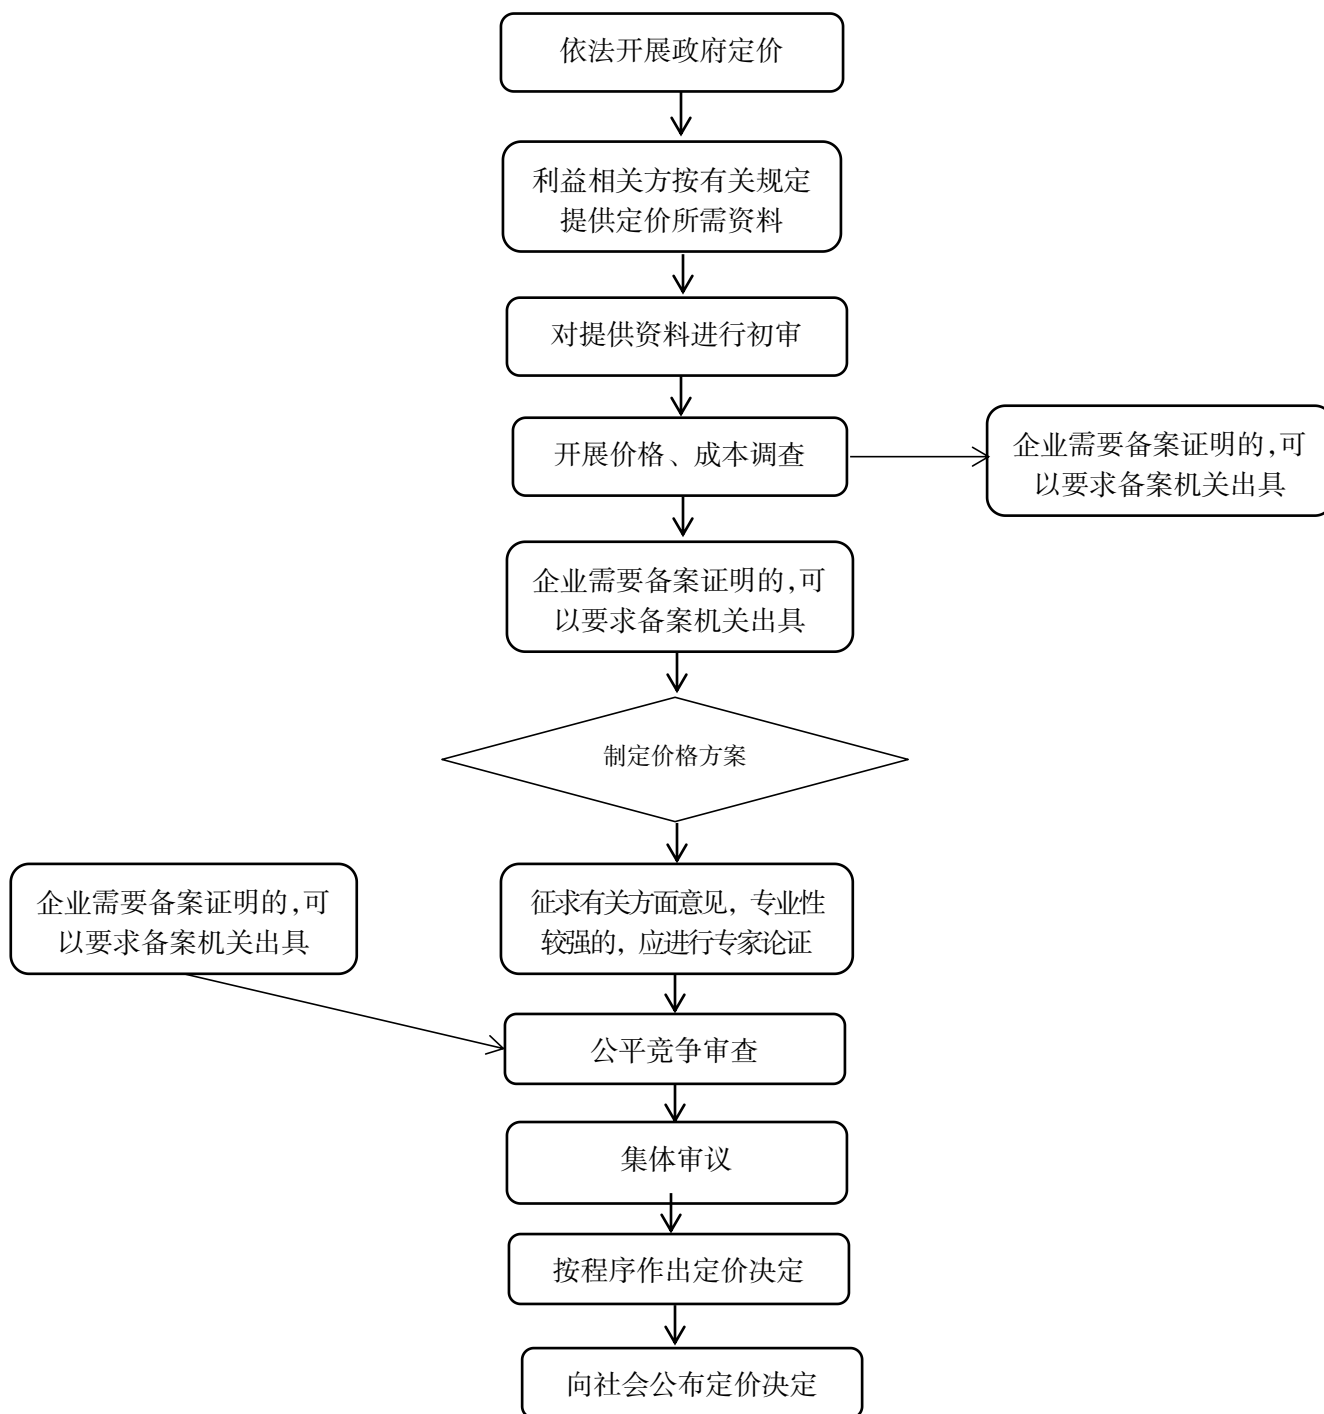 依法开展政府定价
利益相关方按有关规定
提供定价所需资料
对提供资料进行初审
开展价格、成本调查
企业需要备案证明的,可
以要求备案机关出具
企业需要备案证明的,可
以要求备案机关出具
制定价格方案
企业需要备案证明的,可
以要求备案机关出具
征求有关方面意见，专业性
较强的，应进行专家论证
公平竞争审查
集体审议
按程序作出定价决定
向社会公布定价决定